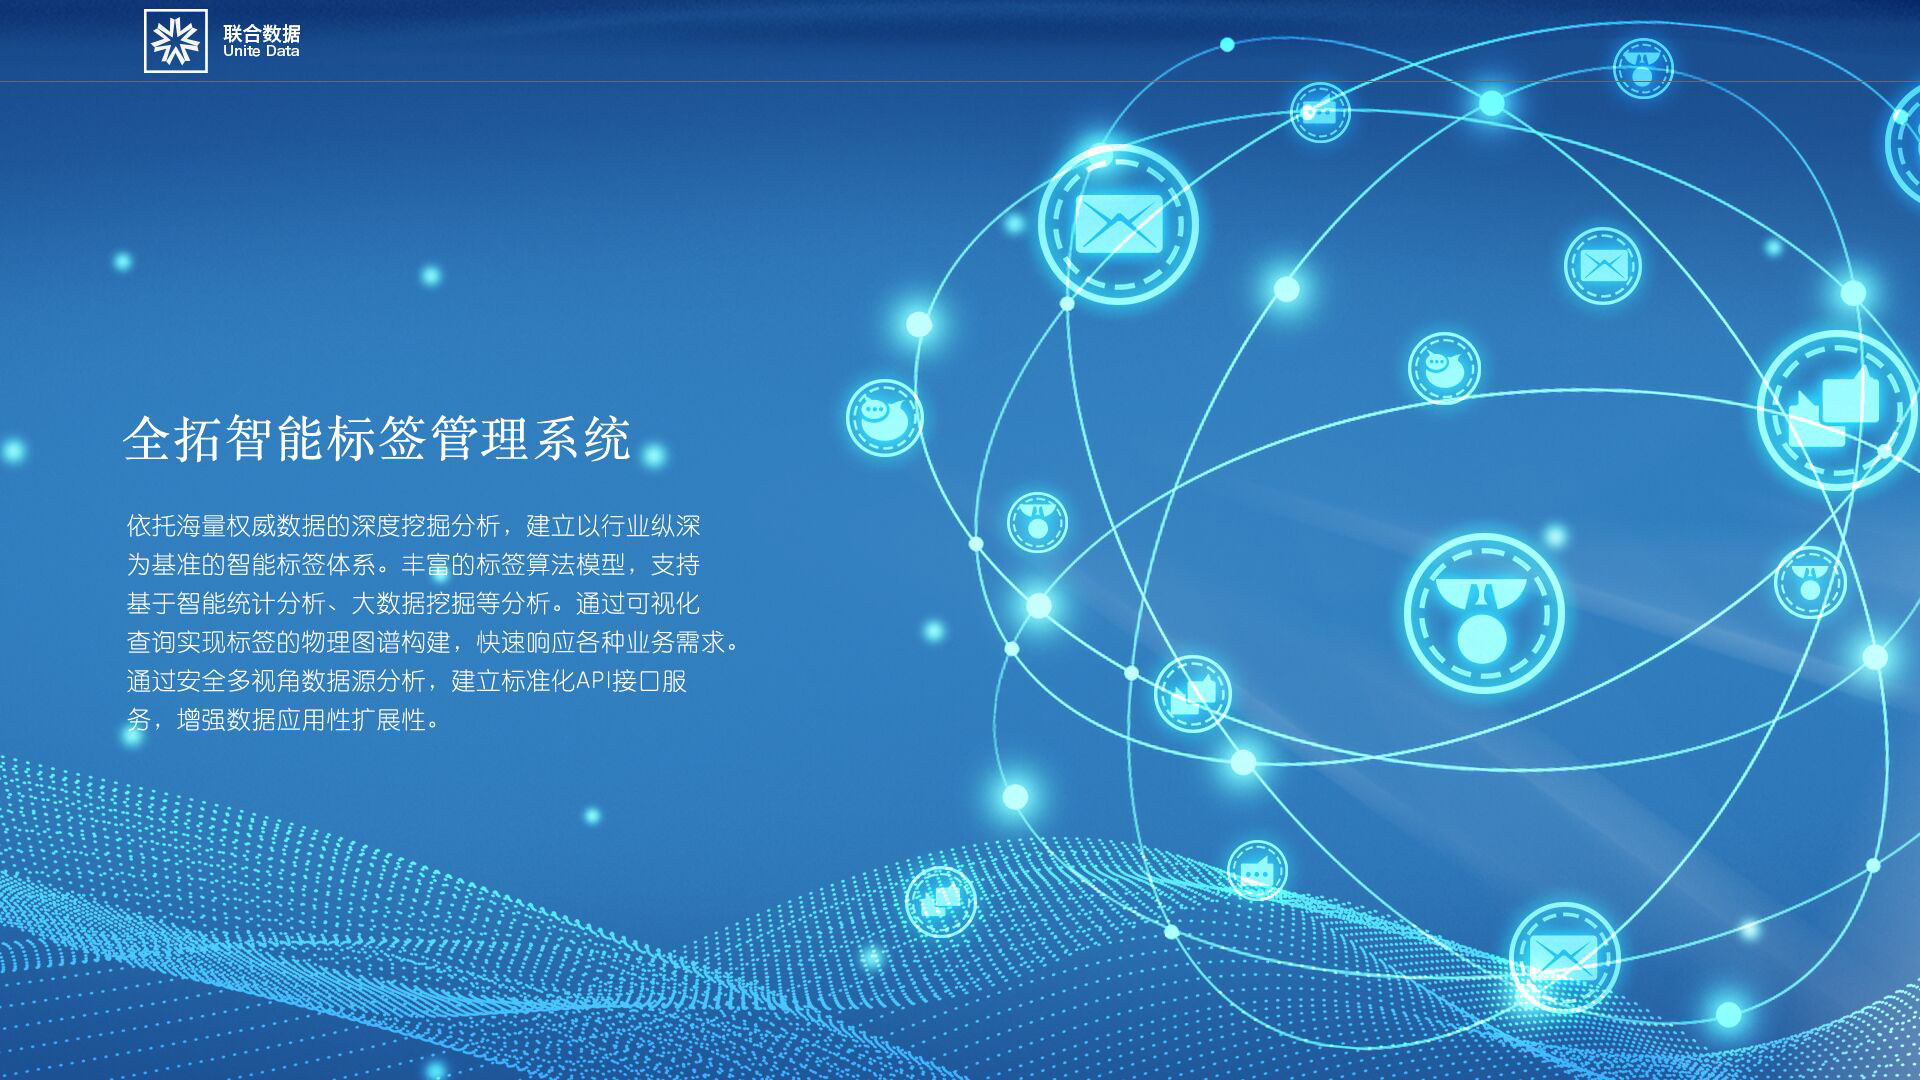 联合数据
Unite Data
全拓智能标签管理系统
依托海量权威数据的深度挖掘分析，建立以行业纵深
为基准的智能标签体系。丰富的标签算法模型，支持
基于智能统计分析、大数据挖掘等分析。通过可视化
查询实现标签的物理图谱构建，快速响应各种业务需求。
通过安全多视角数据源分析，建立标准化API接口服
务，增强数据应用性扩展性。